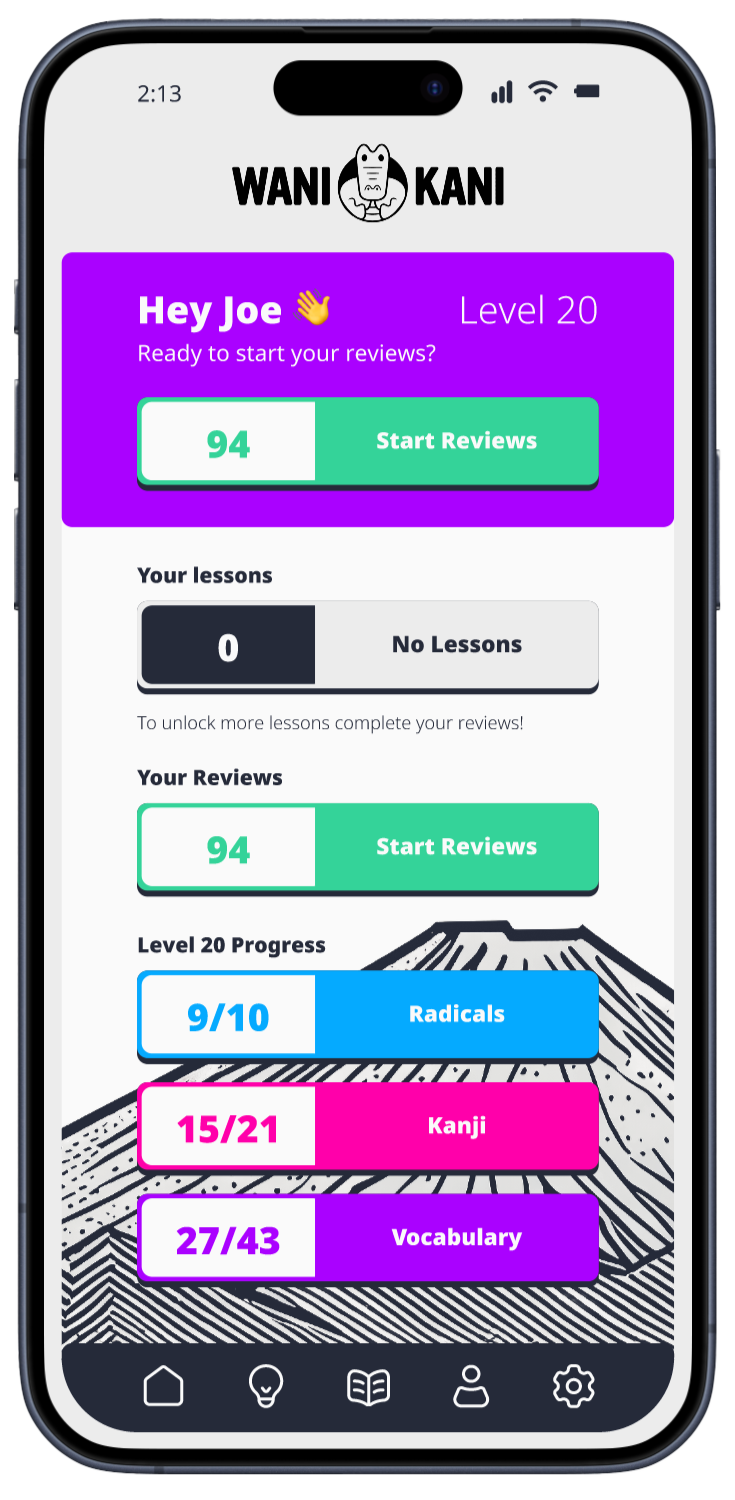 2:13
WANI KANI
Hey Joe 👋 Level 20
Ready to start your reviews?
94 Start Reviews
Your lessons
0 No Lessons
To unlock more lessons complete your reviews!
Your Reviews
94 Start Reviews
Level 20 Progress
9/10 Radicals
15/21 Kanji
27/43 Vocabulary